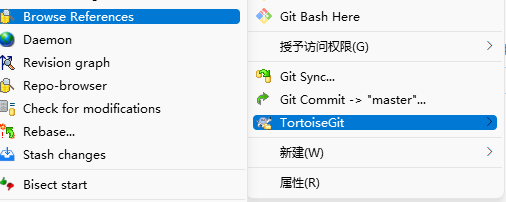 Browse References
Daemon
Revision graph
Repo-browser
Check for modifications
Rebase...
Stash changes
Bisect start
Git Bash Here
授予访问权限(G)
Git Sync...
Git Commit -> "master"...
TortoiseGit
新建(W)
属性(R)